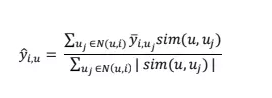 ŷ_{i,u} = \frac{\sum_{u_j \in N(u,i)} \bar{y}_{i,u_j} sim(u, u_j)}{\sum_{u_j \in N(u,i)} | sim(u, u_j) |}